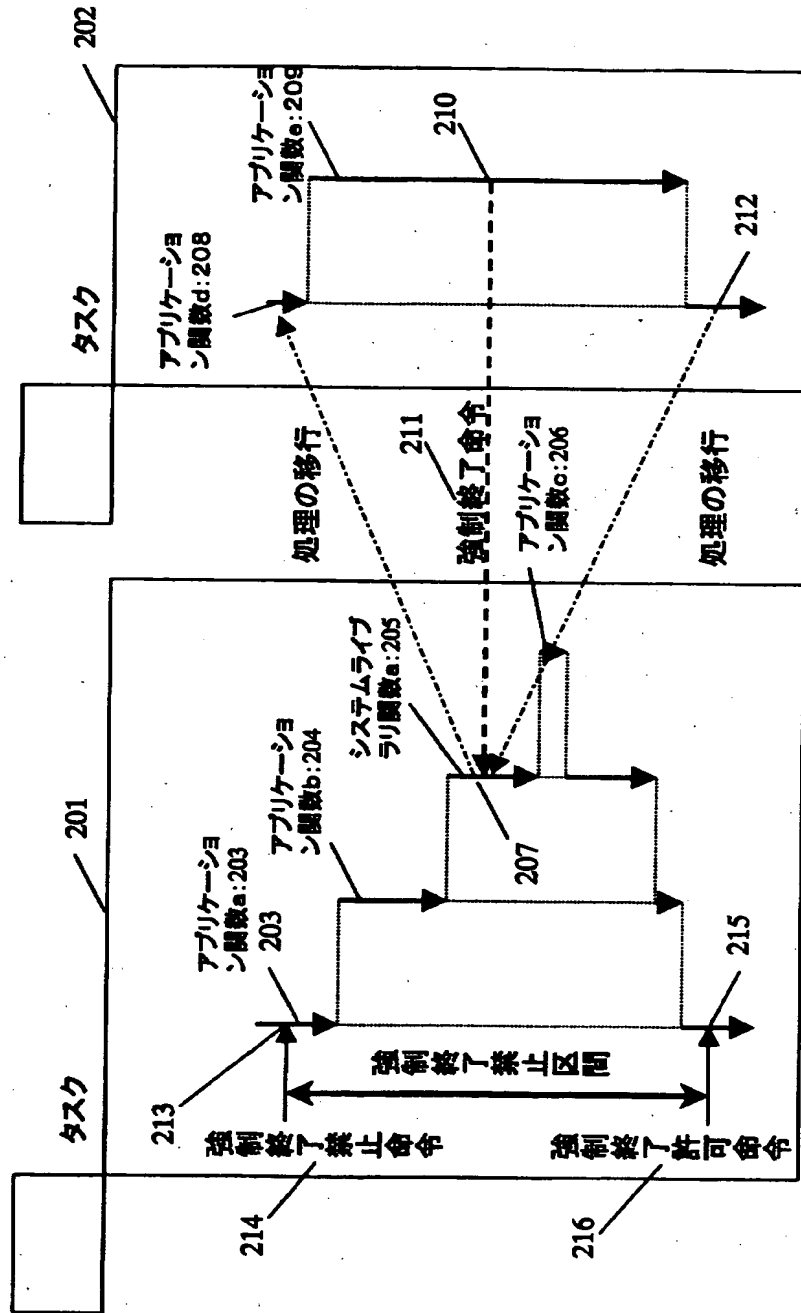 タスク
201
213
アプリケーショ
ン関数a:203
203
アプリケーショ
ン関数b:204
システムライブ
ラリ関数a:205
207
アプリケーショ
ン関数c:206
強制終了禁止命令
214
強制終了禁止区間
強制終了許可命令
216
215
処理の移行
211
強制終了命令
処理の移行
タスク
202
アプリケーショ
ン関数d:208
アプリケーショ
ン関数e:209
210
212